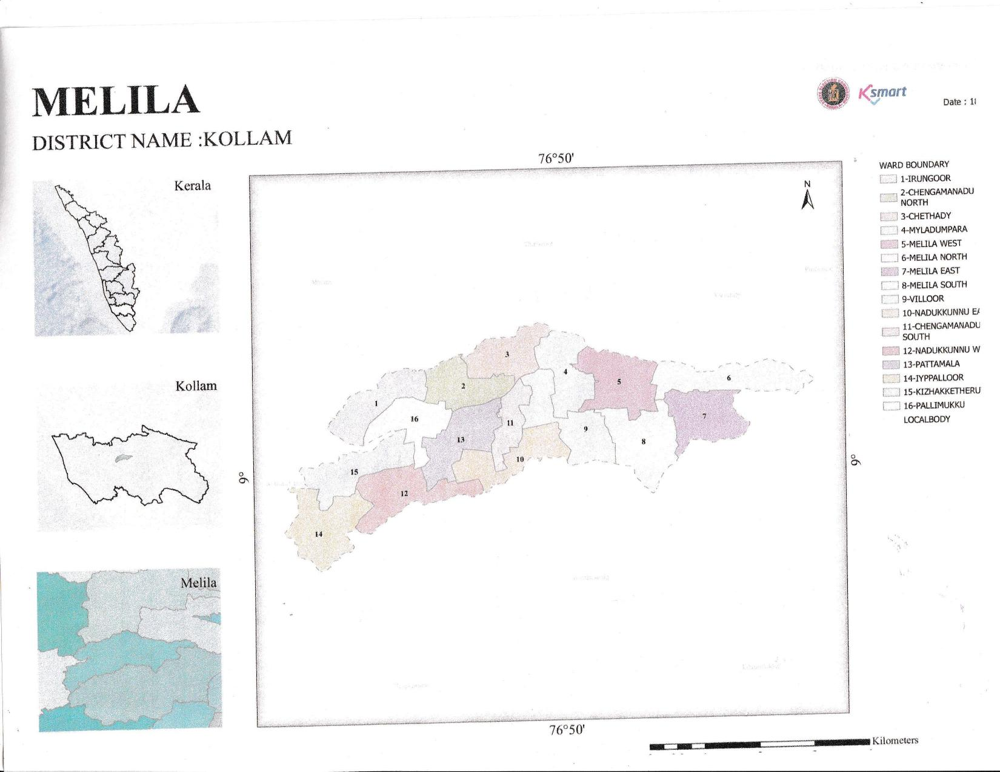 MELILA
DISTRICT NAME :KOLLAM
Ksmart
Date :
76°50'
Kerala
Kollam
Melila
N
9°
9°
1
2
3
4
5
6
7
8
9
10
11
12
13
14
15
16
76°50'
Kilometers
WARD BOUNDARY
1-IRUNGOOR
2-CHENGAMANADU
NORTH
3-CHETHADY
4-MYLADUMPARA
5-MELILA WEST
6-MELILA NORTH
7-MELILA EAST
8-MELILA SOUTH
9-VILLOOR
10-NADUKKUNNU EA
11-CHENGAMANADU
SOUTH
12-NADUKKUNNU W
13-PATTAMALA
14-IYPPALLOOR
15-KIZHAKKETHERU
16-PALLIMUKKU
LOCALBODY